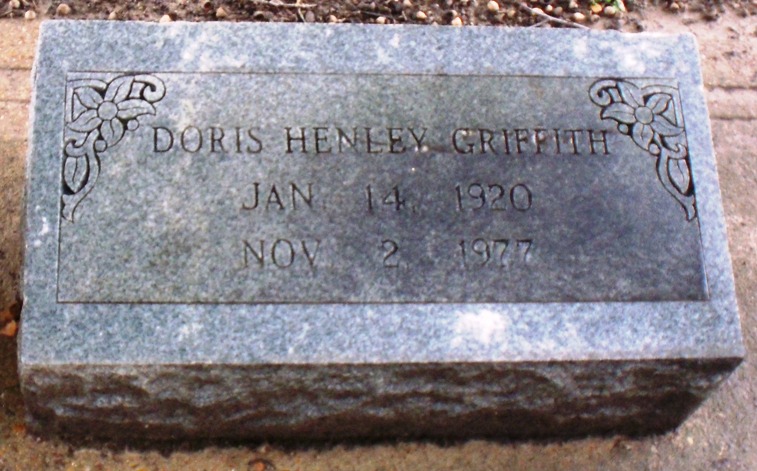 DORIS HENLEY GRIFFITH
JAN. 14, 1920
NOV. 2, 1977